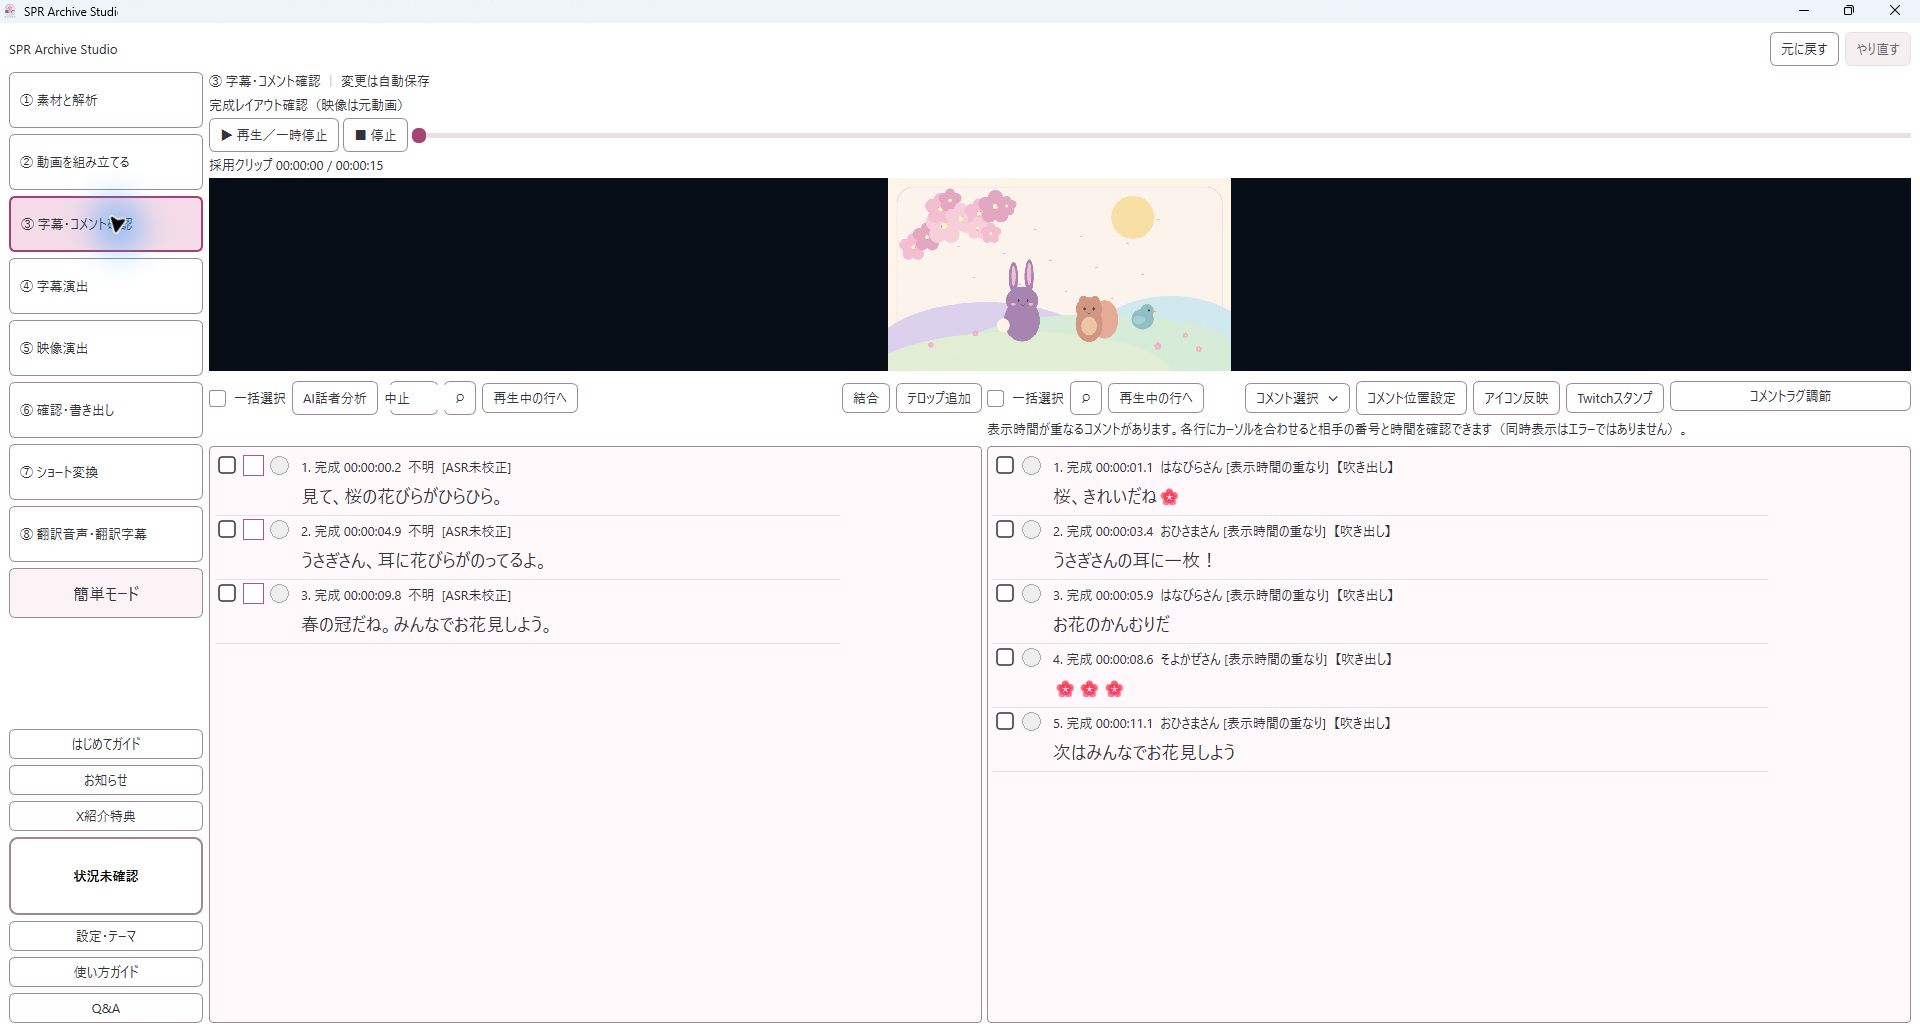 SPR Archive Studi
SPR Archive Studio
元に戻す
やり直す
① 素材と解析
② 動画を組み立てる
③ 字幕・コメント確認
④ 字幕演出
⑤ 映像演出
⑥ 確認・書き出し
⑦ ショート変換
⑧ 翻訳音声・翻訳字幕
簡単モード
はじめてガイド
お知らせ
X紹介特典
状況未確認
設定・テーマ
使い方ガイド
Q&A
③ 字幕・コメント確認 | 変更は自動保存
完成レイアウト確認（映像は元動画）
▶ 再生／一時停止
■ 停止
採用クリップ 00:00:00 / 00:00:15
一括選択
AI話者分析
中止
再生中の行へ
結合
テロップ追加
一括選択
再生中の行へ
コメント選択
コメント位置設定
アイコン反映
Twitchスタンプ
コメントラグ調節
表示時間が重なるコメントがあります。各行にカーソルを合わせると相手の番号と時間を確認できます（同時表示はエラーではありません）。
1. 完成 00:00:00.2 不明 [ASR未校正]
見て、桜の花びらがひらひら。
2. 完成 00:00:04.9 不明 [ASR未校正]
うさぎさん、耳に花びらがのってるよ。
3. 完成 00:00:09.8 不明 [ASR未校正]
春の冠だね。みんなでお花見しよう。
1. 完成 00:00:01.1 はなびらさん [表示時間の重なり]【吹き出し】
桜、きれいだね🌸
2. 完成 00:00:03.4 おひさまさん [表示時間の重なり]【吹き出し】
うさぎさんの耳に一枚！
3. 完成 00:00:05.9 はなびらさん [表示時間の重なり]【吹き出し】
お花のかんむりだ
4. 完成 00:00:08.6 そよかぜさん [表示時間の重なり]【吹き出し】
🌸🌸🌸
5. 完成 00:00:11.1 おひさまさん [表示時間の重なり]【吹き出し】
次はみんなでお花見しよう